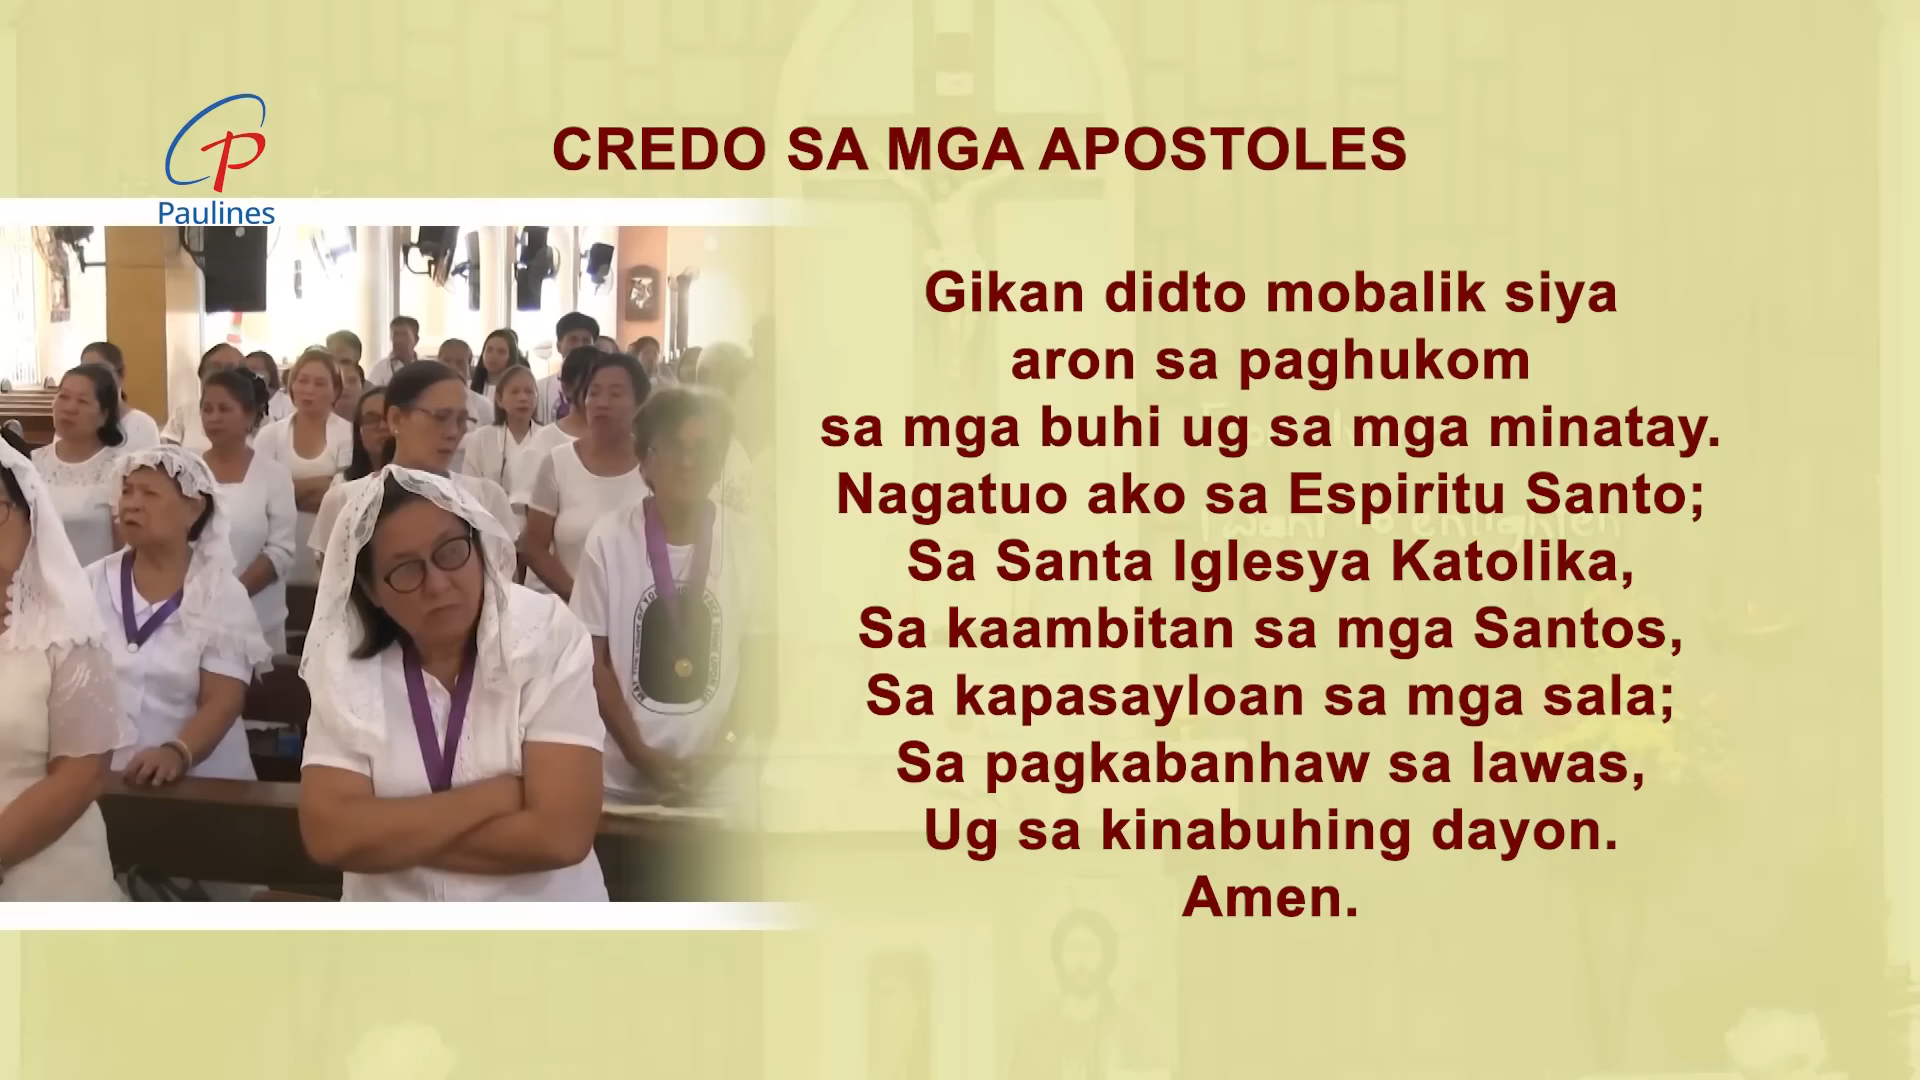 Paulines
CREDO SA MGA APOSTOLES
Gikan didto mobalik siya
aron sa paghukom
sa mga buhi ug sa mga minatay.
Nagatuo ako sa Espiritu Santo;
Sa Santa Iglesya Katolika,
Sa kaambitan sa mga Santos,
Sa kapasayloan sa mga sala;
Sa pagkabanhaw sa lawas,
Ug sa kinabuhing dayon.
Amen.